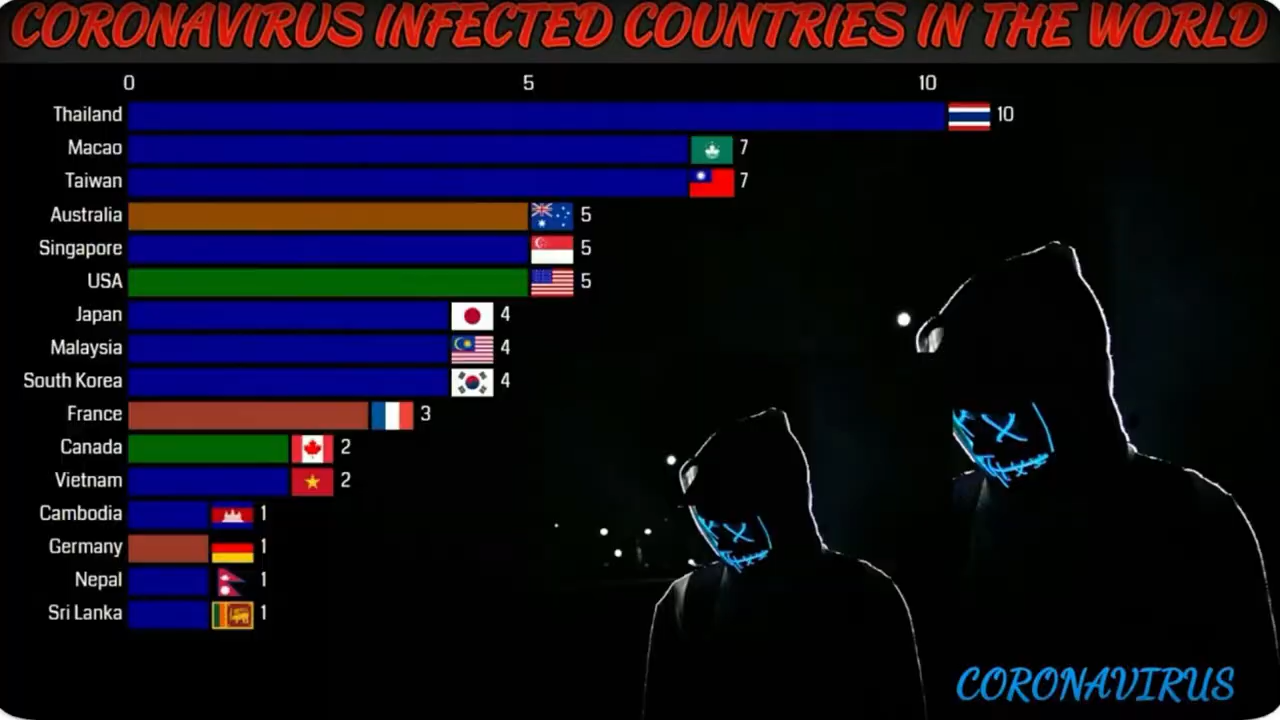 CORONAVIRUS INFECTED COUNTRIES IN THE WORLD
0 5 10
Thailand 10
Macao 7
Taiwan 7
Australia 5
Singapore 5
USA 5
Japan 4
Malaysia 4
South Korea 4
France 3
Canada 2
Vietnam 2
Cambodia 1
Germany 1
Nepal 1
Sri Lanka 1
CORONAVIRUS